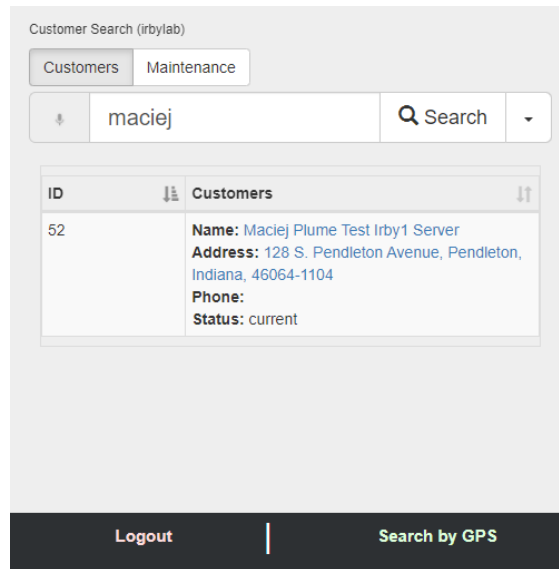 Customer Search (irbylab)
Customers Maintenance
maciej Search
ID Customers
52 Name: Maciej Plume Test Irby1 Server
Address: 128 S. Pendleton Avenue, Pendleton,
Indiana, 46064-1104
Phone:
Status: current
Logout Search by GPS